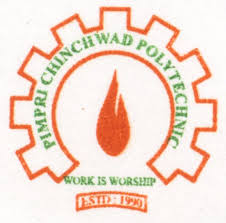 PIMPRI CHINCHWAD POLYTECHNIC
WORK IS WORSHIP
ESTD : 1990